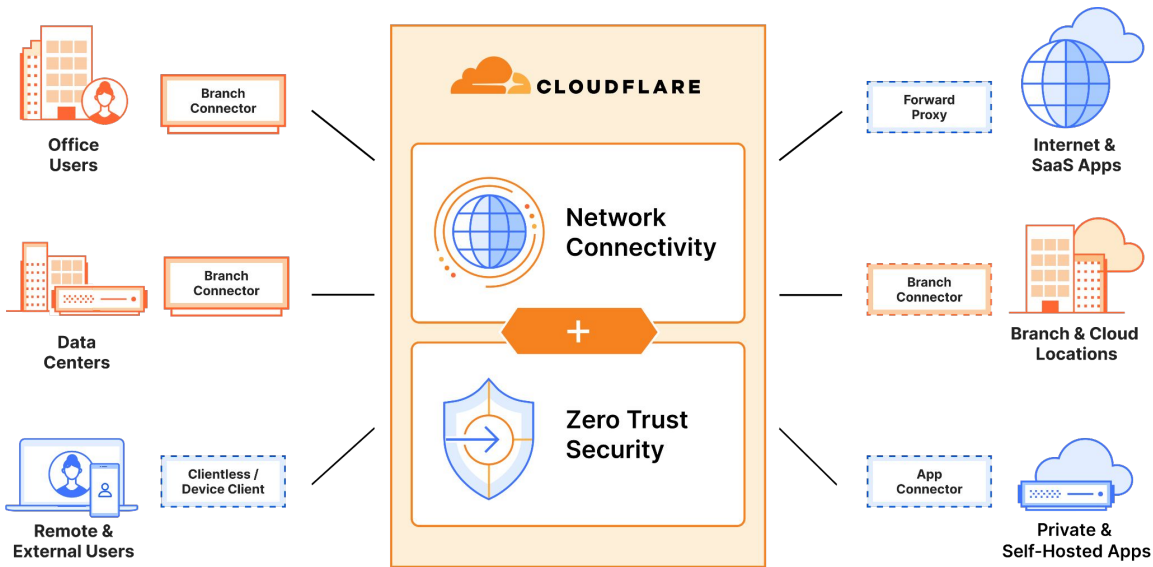 CLOUDFLARE
Branch
Connector
Office
Users
Branch
Connector
Data
Centers
Clientless /
Device Client
Remote &
External Users
Network
Connectivity
+
Zero Trust
Security
Forward
Proxy
Internet &
SaaS Apps
Branch
Connector
Branch & Cloud
Locations
App
Connector
Private &
Self-Hosted Apps